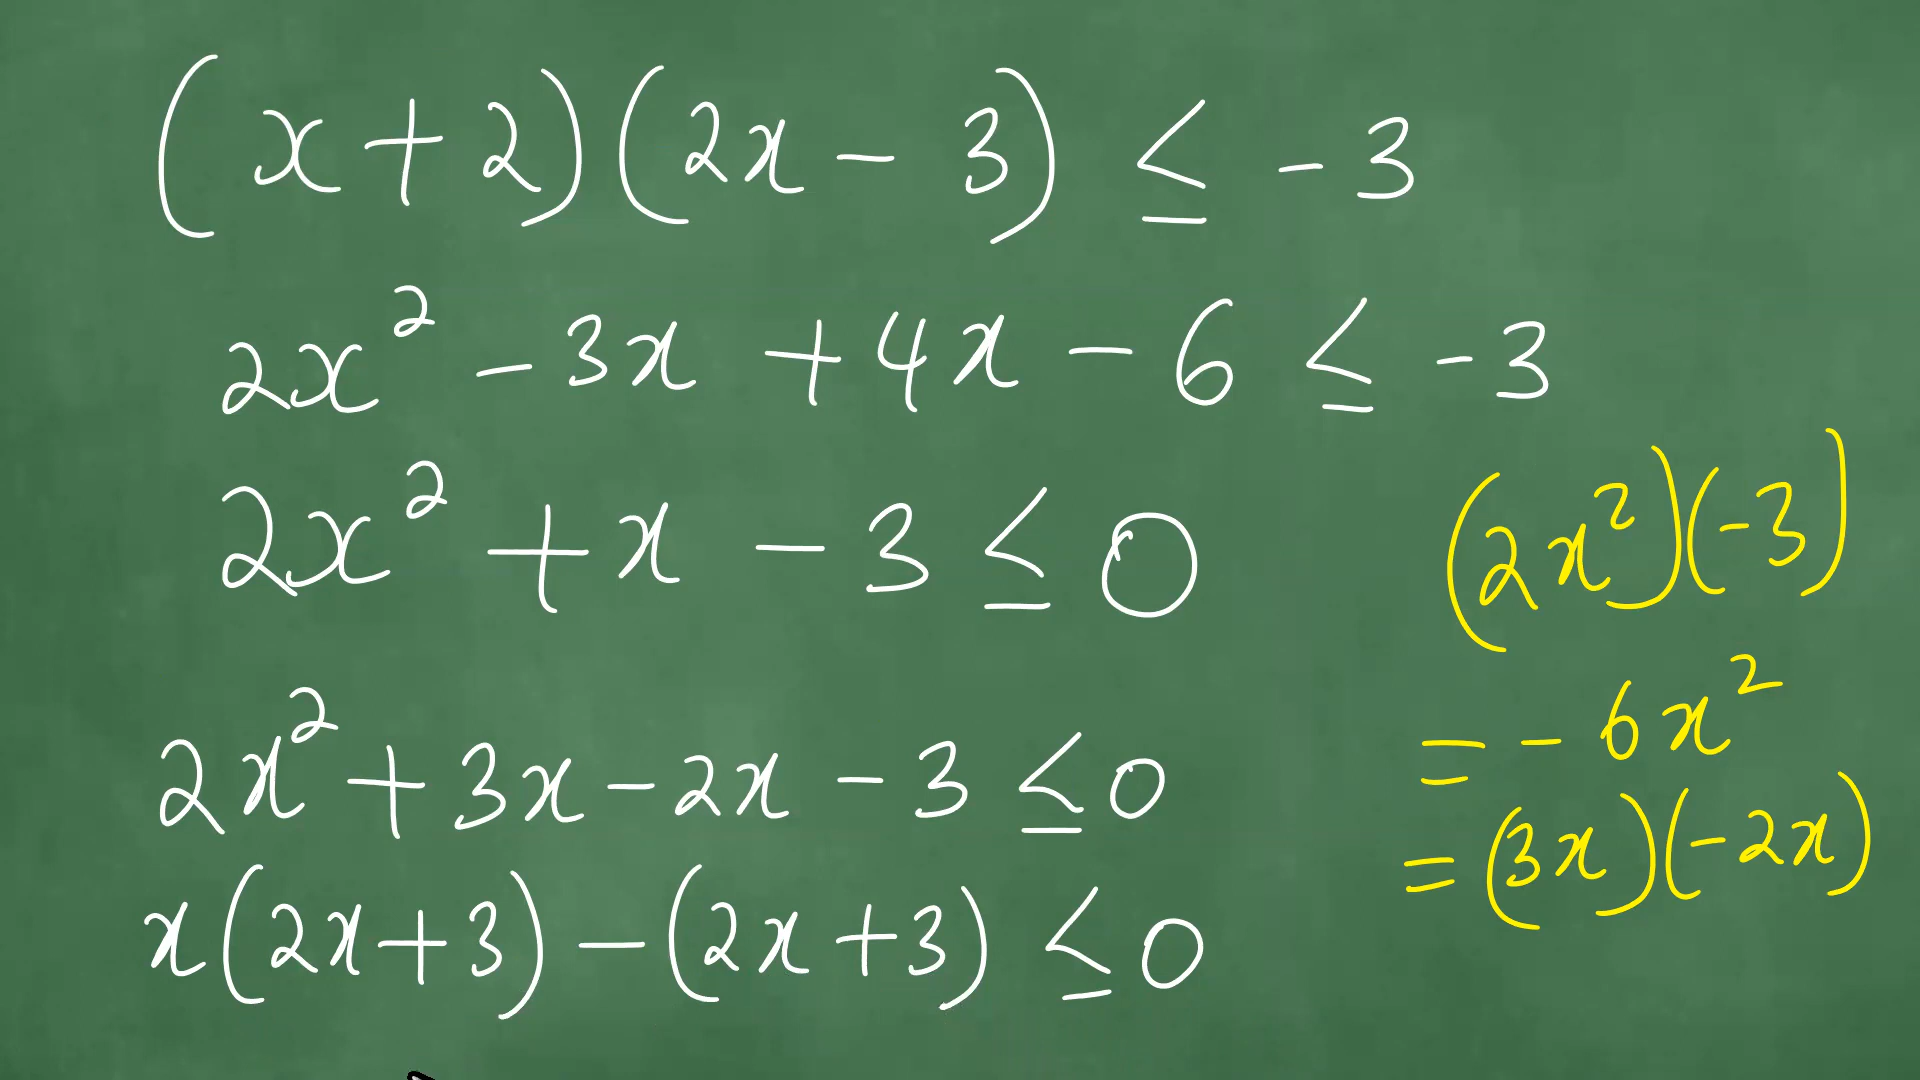 (x+2)(2x-3) ≤ -3
2x² -3x +4x -6 ≤ -3
2x² + x - 3 ≤ 0
2x² + 3x - 2x - 3 ≤ 0
x(2x+3) - (2x+3) ≤ 0
(2x²)(-3)
= -6x²
= (3x)(-2x)